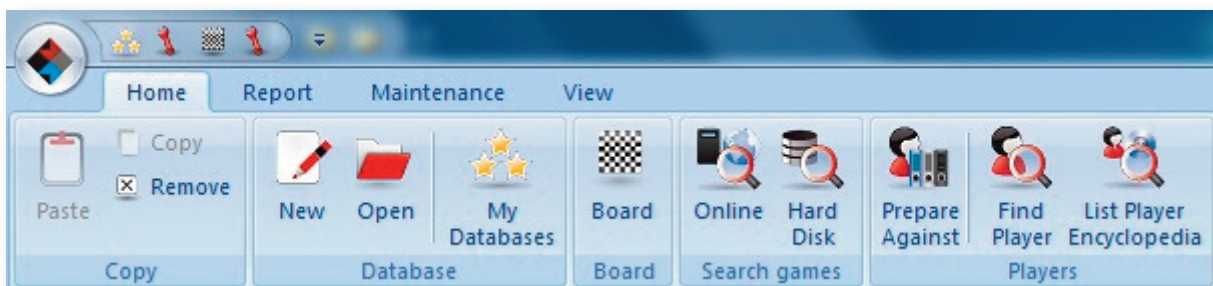 Home Report Maintenance View
Copy
Remove
Paste
New
Open
My
Databases
Board
Online
Hard
Disk
Prepare
Against
Find
Player
List Player
Encyclopedia
Copy
Database
Board
Search games
Players